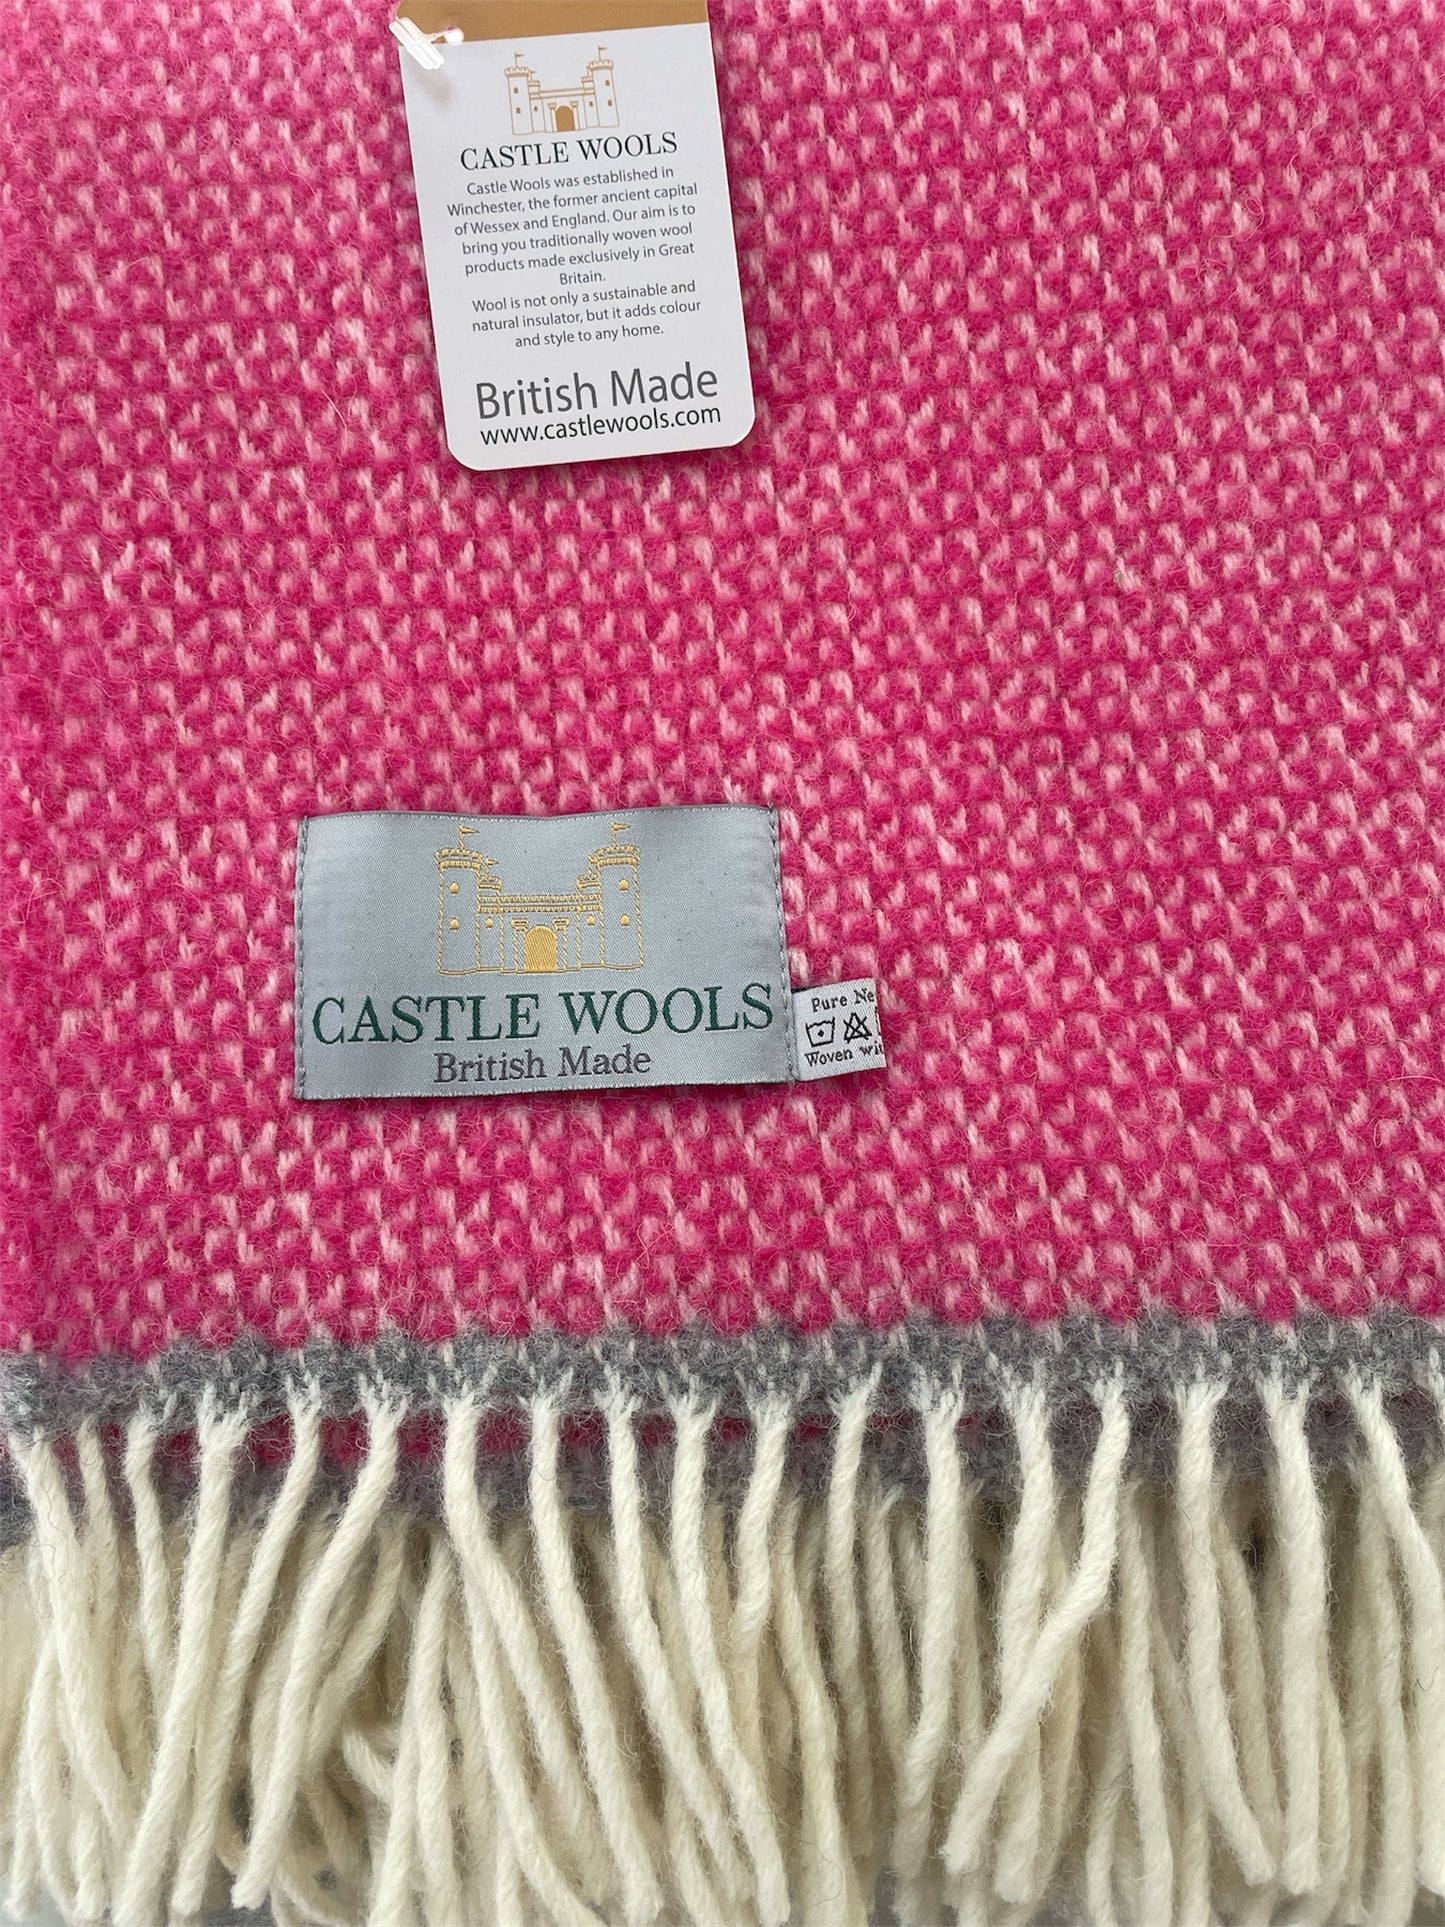 CASTLE WOOLS
Castle Wools was established in
Winchester, the former ancient capital
of Wessex and England. Our aim is to
bring you traditionally woven wool
products made exclusively in Great
Britain.
Wool is not only a sustainable and
natural insulator, but it adds colour
and style to any home.
British Made
www.castlewools.com
CASTLE WOOLS
British Made
Pure Ne
Woven wi